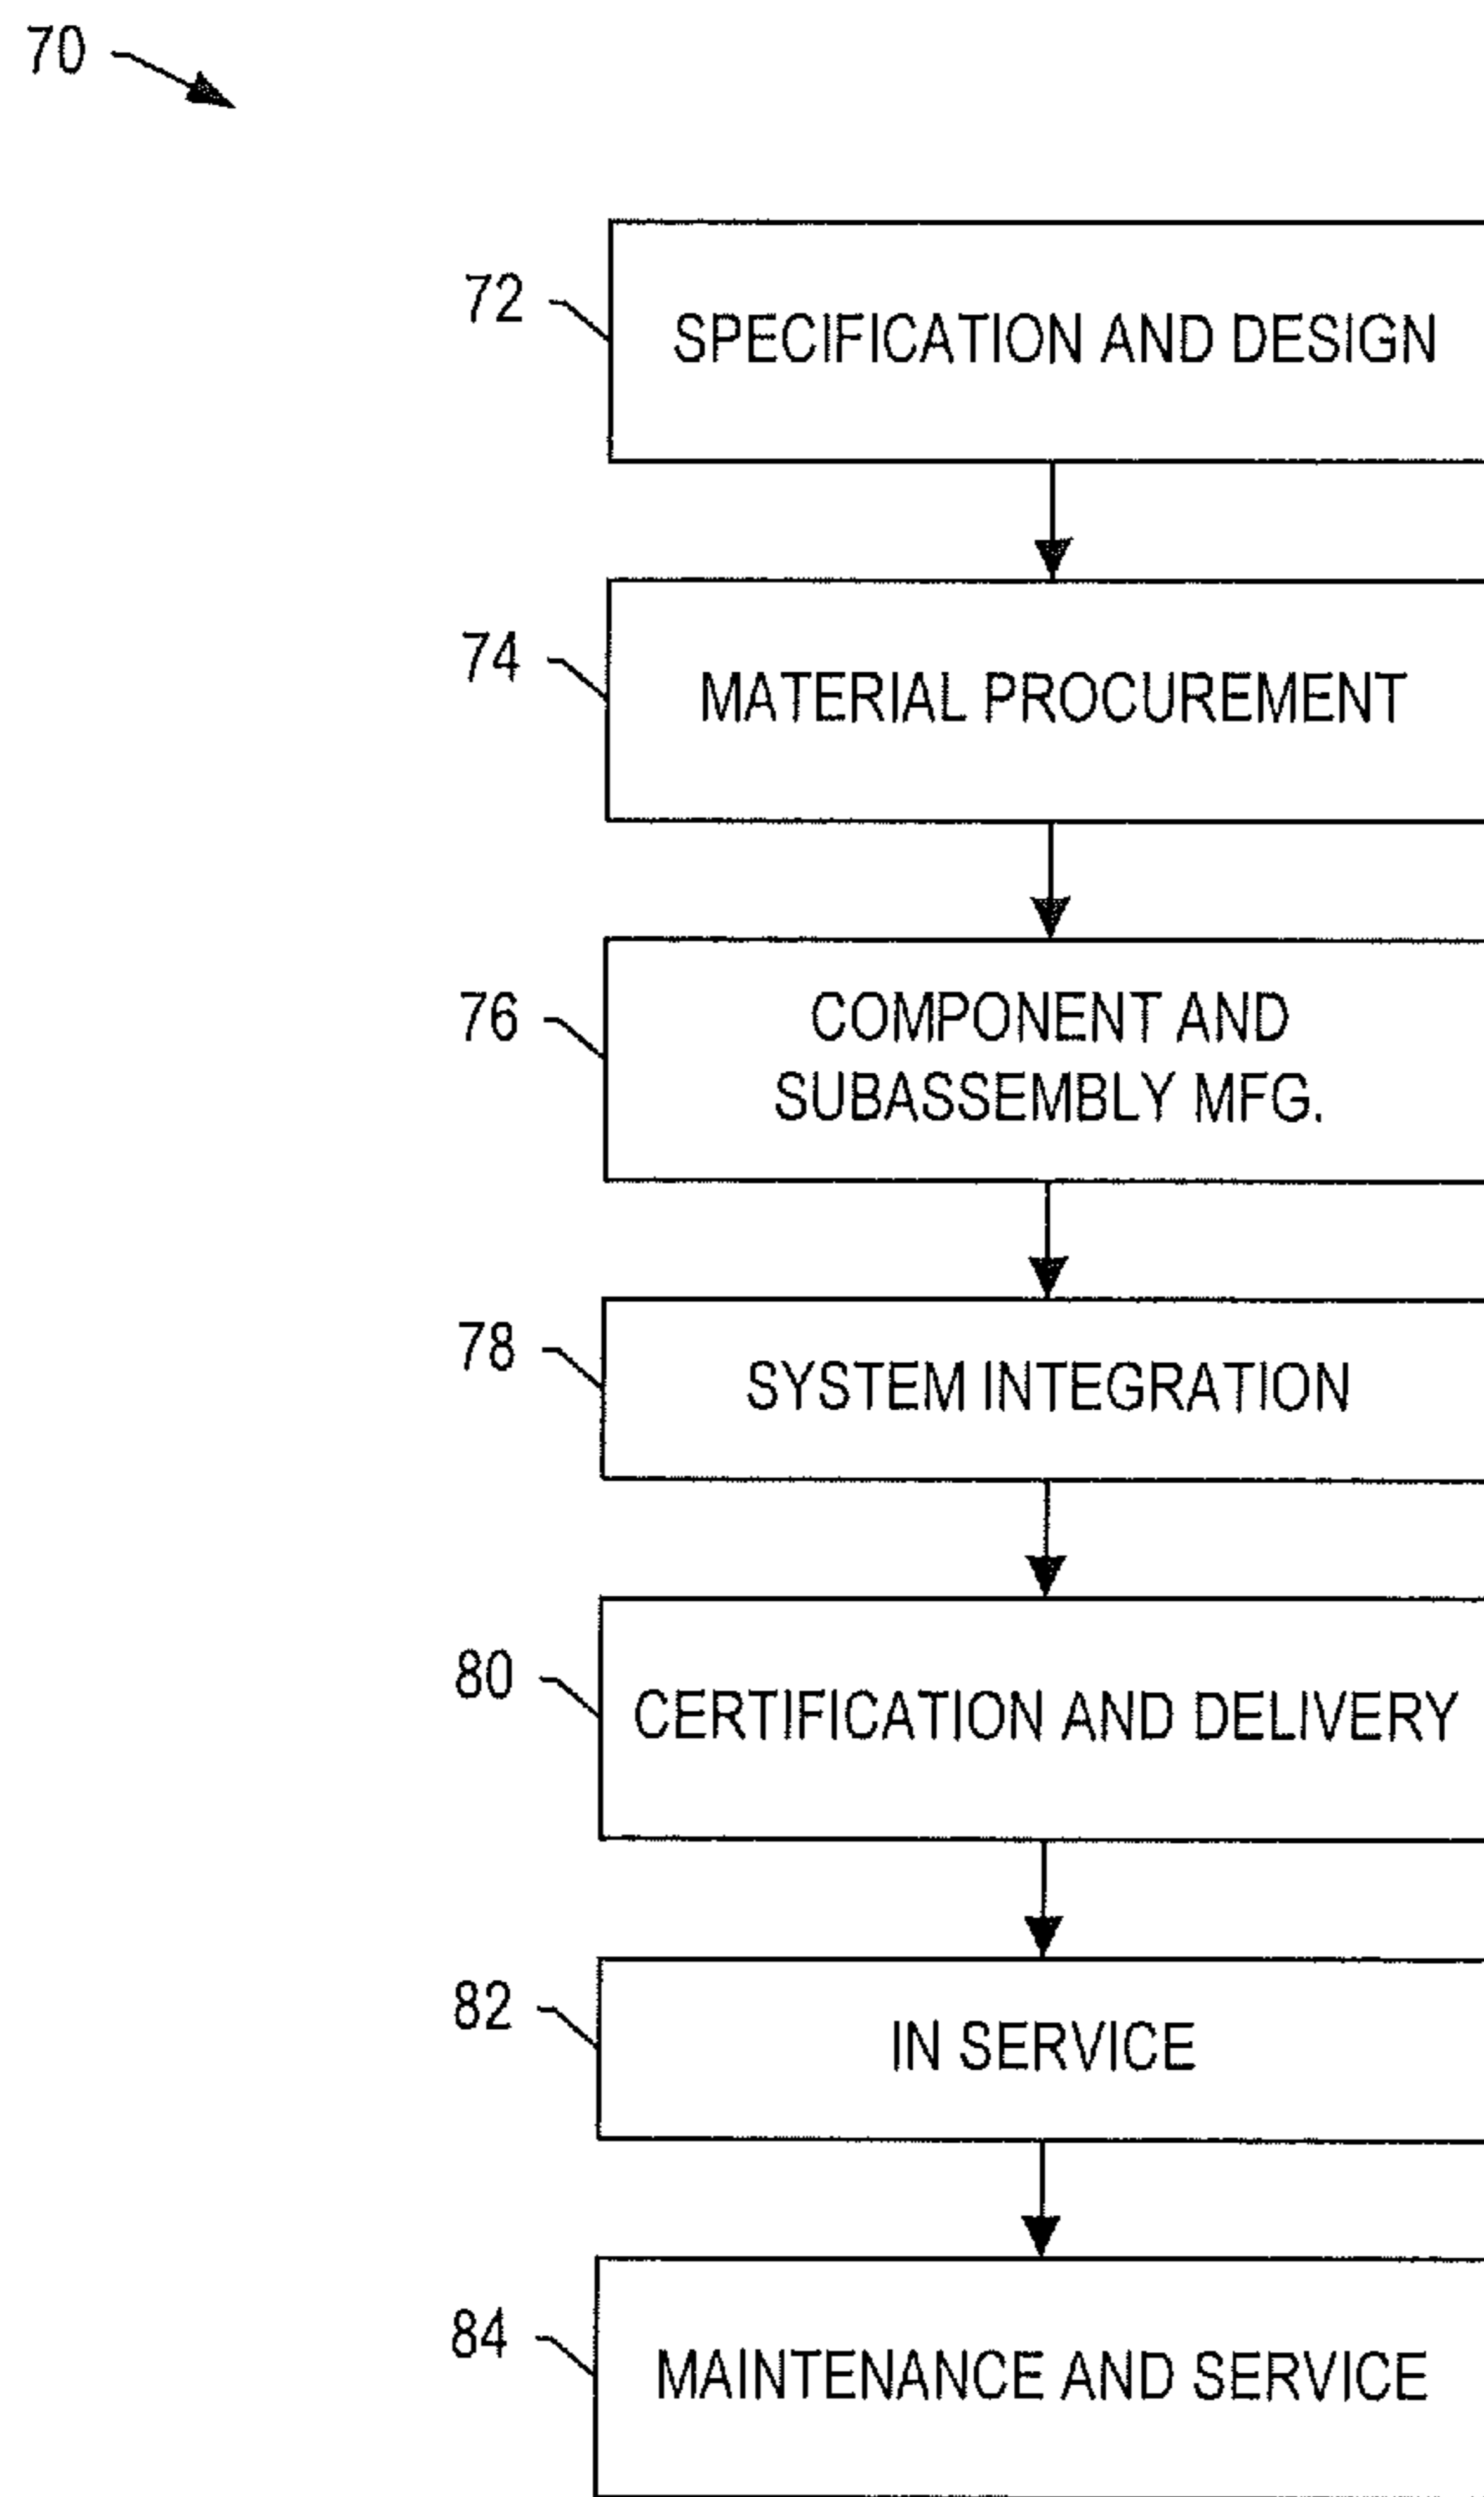 70
72
SPECIFICATION AND DESIGN
74
MATERIAL PROCUREMENT
76
COMPONENT AND
SUBASSEMBLY MFG.
78
SYSTEM INTEGRATION
80
CERTIFICATION AND DELIVERY
82
IN SERVICE
84
MAINTENANCE AND SERVICE